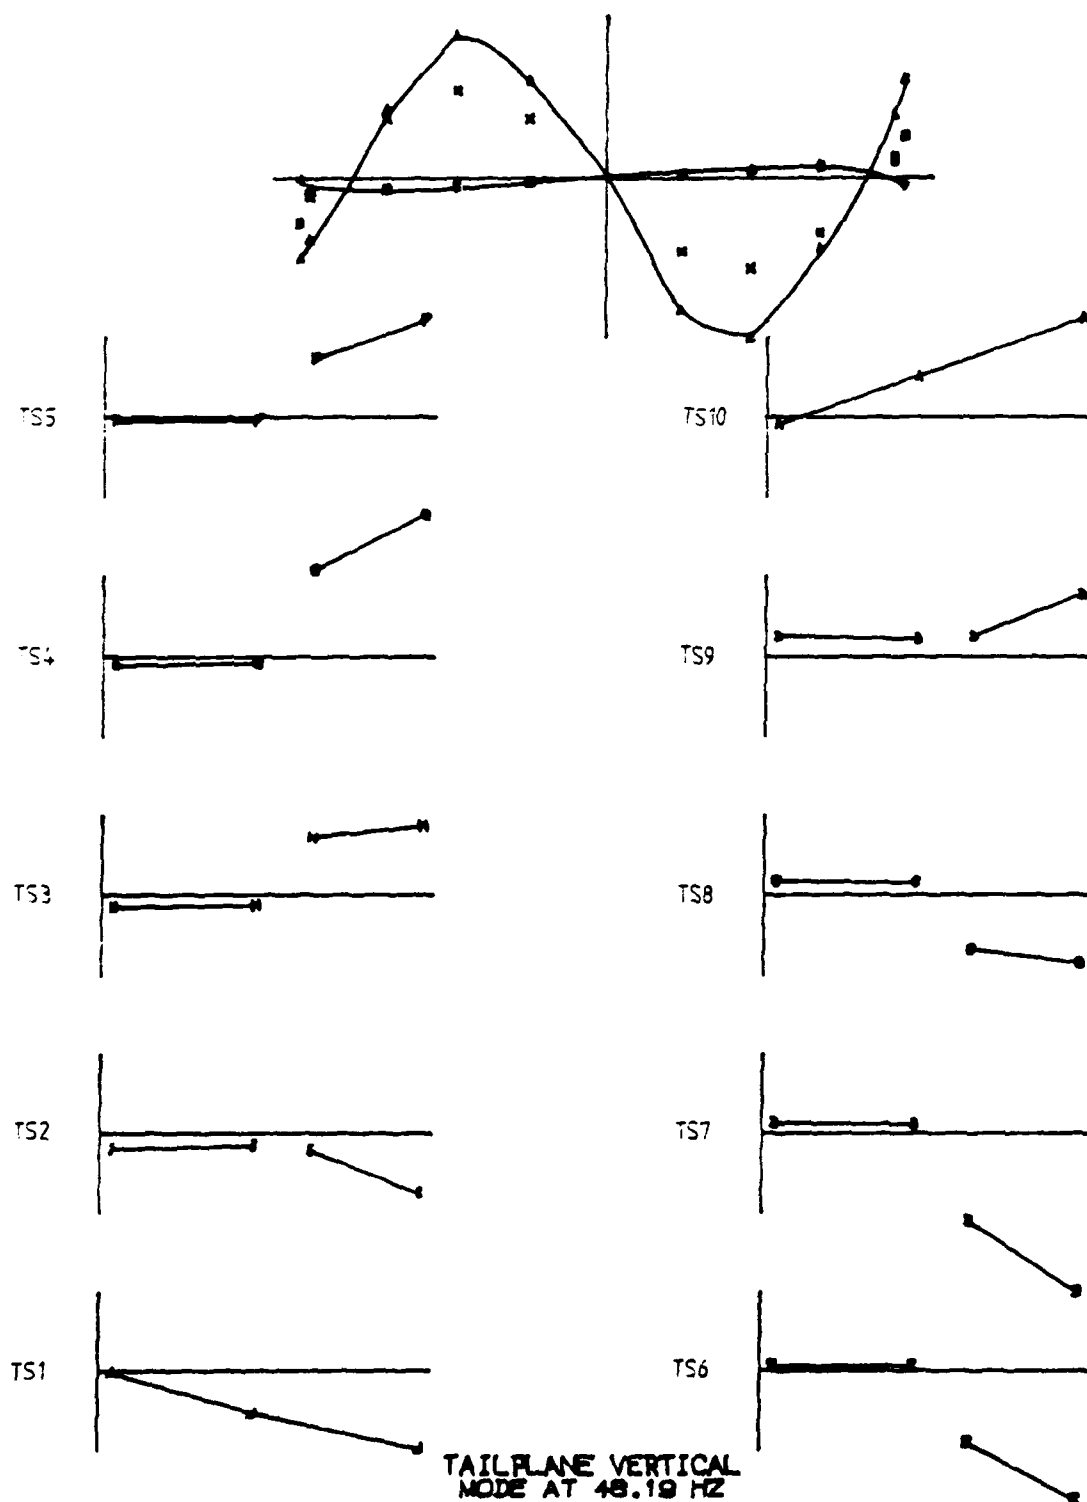 TS5
TS10
TS4
TS9
TS3
TS8
TS2
TS7
TS1
TS6
TAILPLANE VERTICAL
MODE AT 48.19 HZ